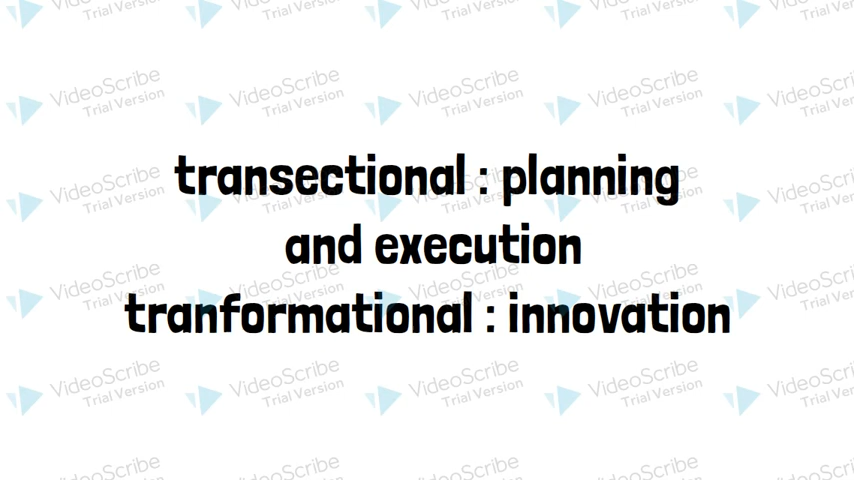 transectional : planning
and execution
tranformational : innovation
VideoScribe
Trial Version